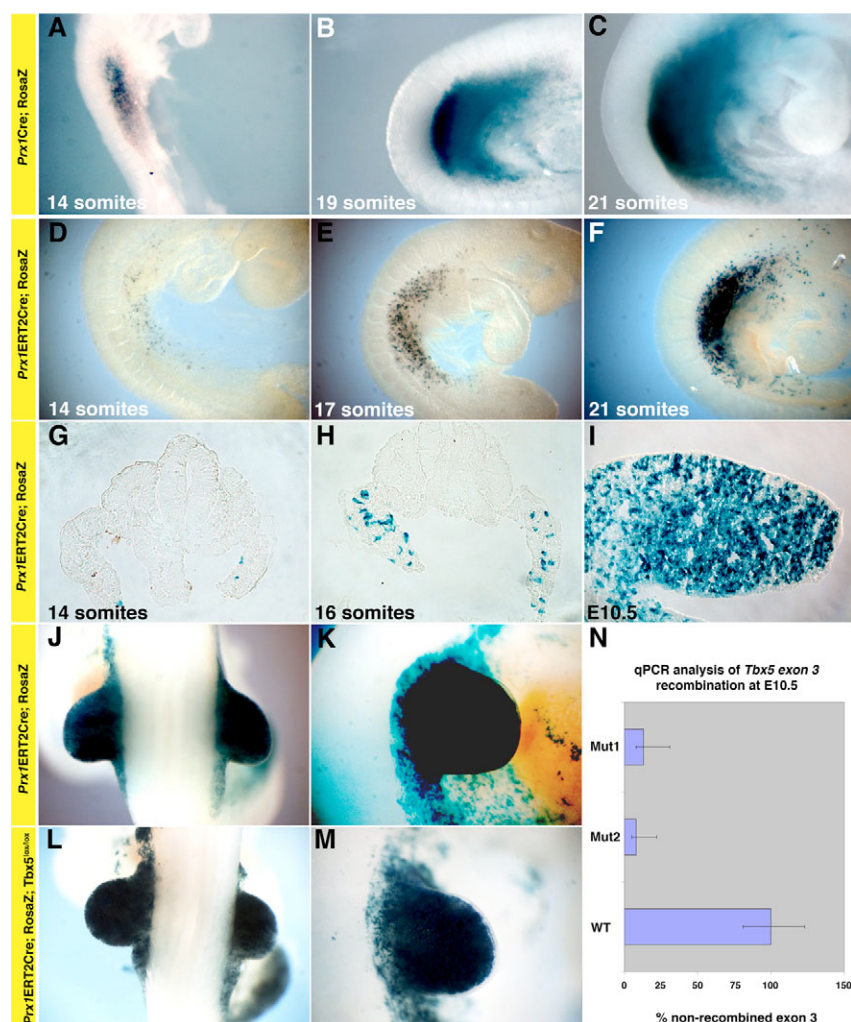 Prx1Cre; RosaZ
A
14 somites
B
19 somites
C
21 somites
Prx1ERT2Cre; RosaZ
D
14 somites
E
17 somites
F
21 somites
Prx1ERT2Cre; RosaZ
G
14 somites
H
16 somites
I
E10.5
Prx1ERT2Cre; RosaZ
J
K
Prx1ERT2Cre; RosaZ; Tbx5lox/lox
L
M
N
qPCR analysis of Tbx5 exon 3
recombination at E10.5
Mut1
Mut2
WT
0 25 50 75 100 150
% non-recombined exon 3